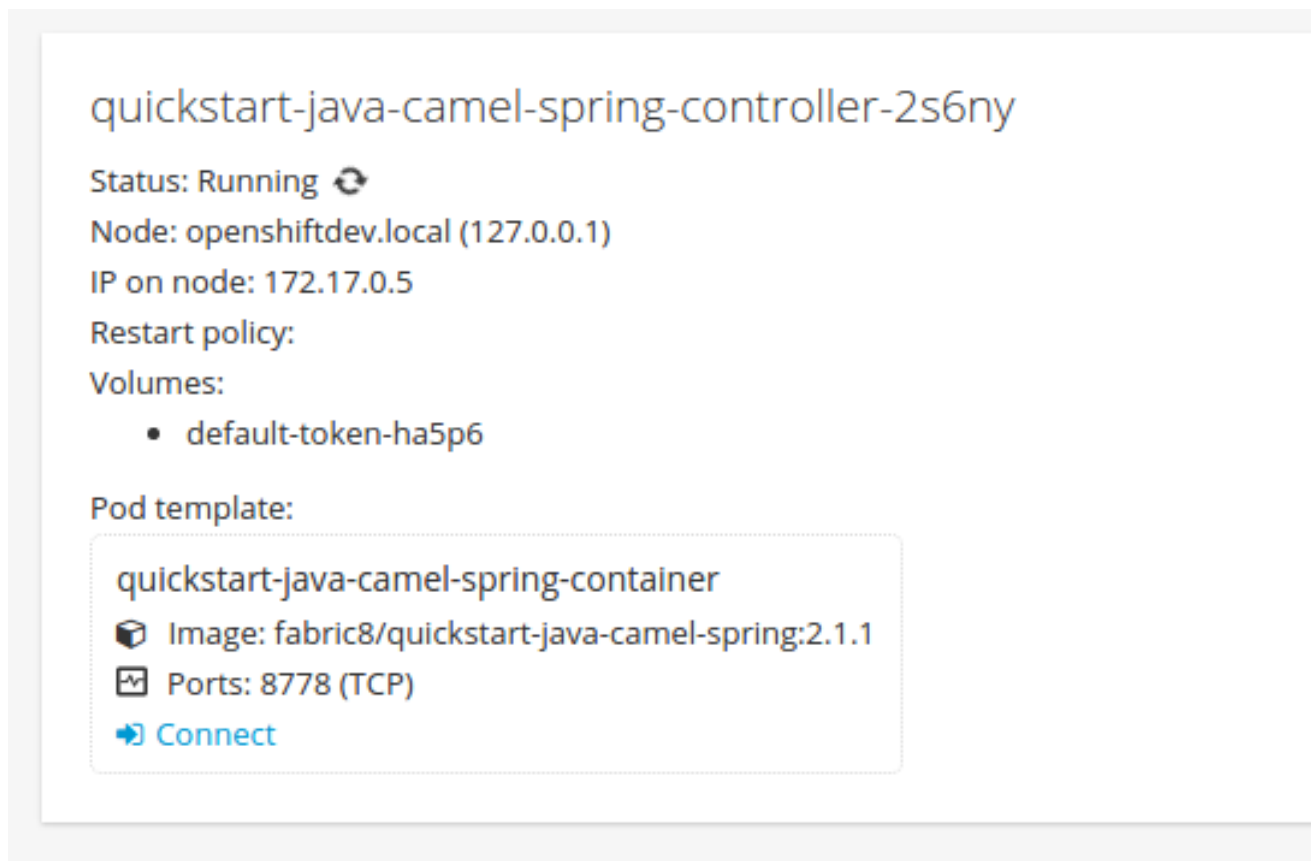 quickstart-java-camel-spring-controller-2s6ny
Status: Running
Node: openshiftdev.local (127.0.0.1)
IP on node: 172.17.0.5
Restart policy:
Volumes:
• default-token-ha5p6
Pod template:
quickstart-java-camel-spring-container
Image: fabric8/quickstart-java-camel-spring:2.1.1
Ports: 8778 (TCP)
Connect